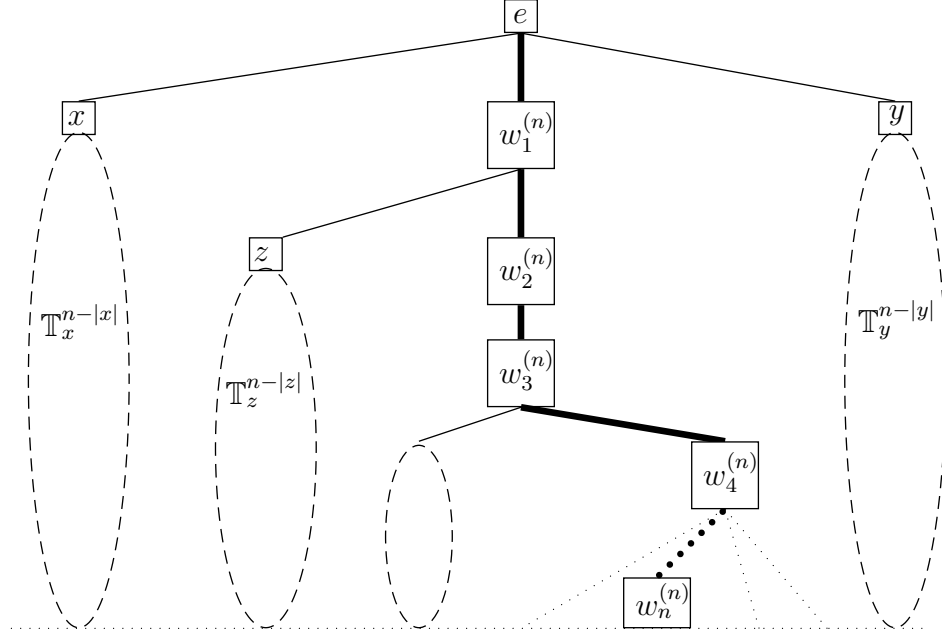 e
x
w_1^{(n)}
y
z
w_2^{(n)}
𝕋_x^{n-|x|}
𝕋_y^{n-|y|}
w_3^{(n)}
𝕋_z^{n-|z|}
w_4^{(n)}
w_n^{(n)}